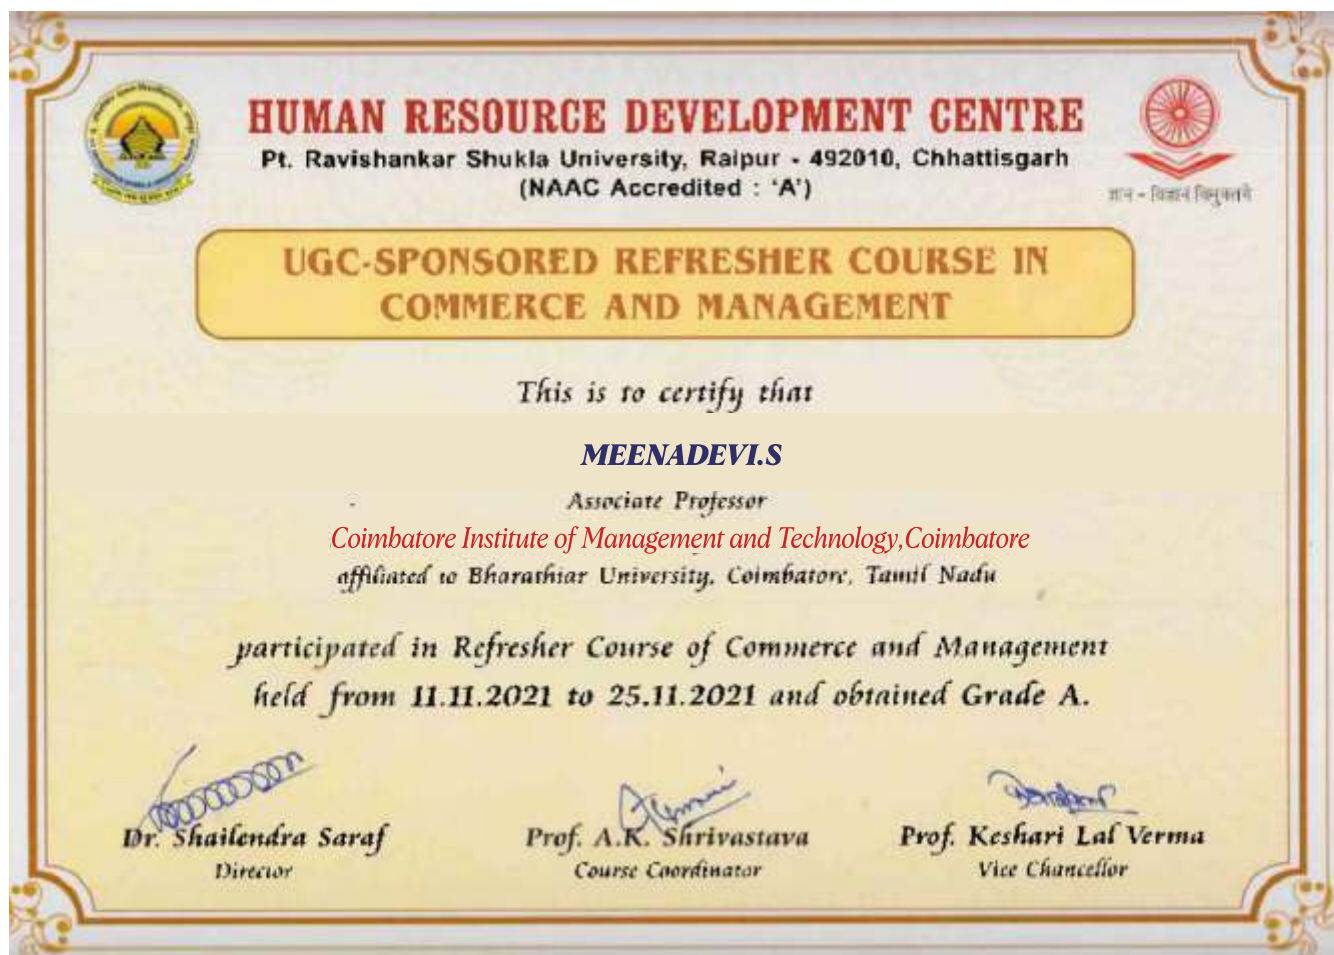 HUMAN RESOURCE DEVELOPMENT CENTRE
Pt. Ravishankar Shukla University, Raipur - 492010, Chhattisgarh
(NAAC Accredited : ‘A’)
ज्ञान - विज्ञानं विमुक्तये
UGC-SPONSORED REFRESHER COURSE IN
COMMERCE AND MANAGEMENT
This is to certify that
MEENADEVI.S
Associate Professor
Coimbatore Institute of Management and Technology,Coimbatore
affiliated to Bharathiar University, Coimbatore, Tamil Nadu
participated in Refresher Course of Commerce and Management
held from 11.11.2021 to 25.11.2021 and obtained Grade A.
Dr. Shailendra Saraf
Director
Prof. A.K. Shrivastava
Course Coordinator
Prof. Keshari Lal Verma
Vice Chancellor